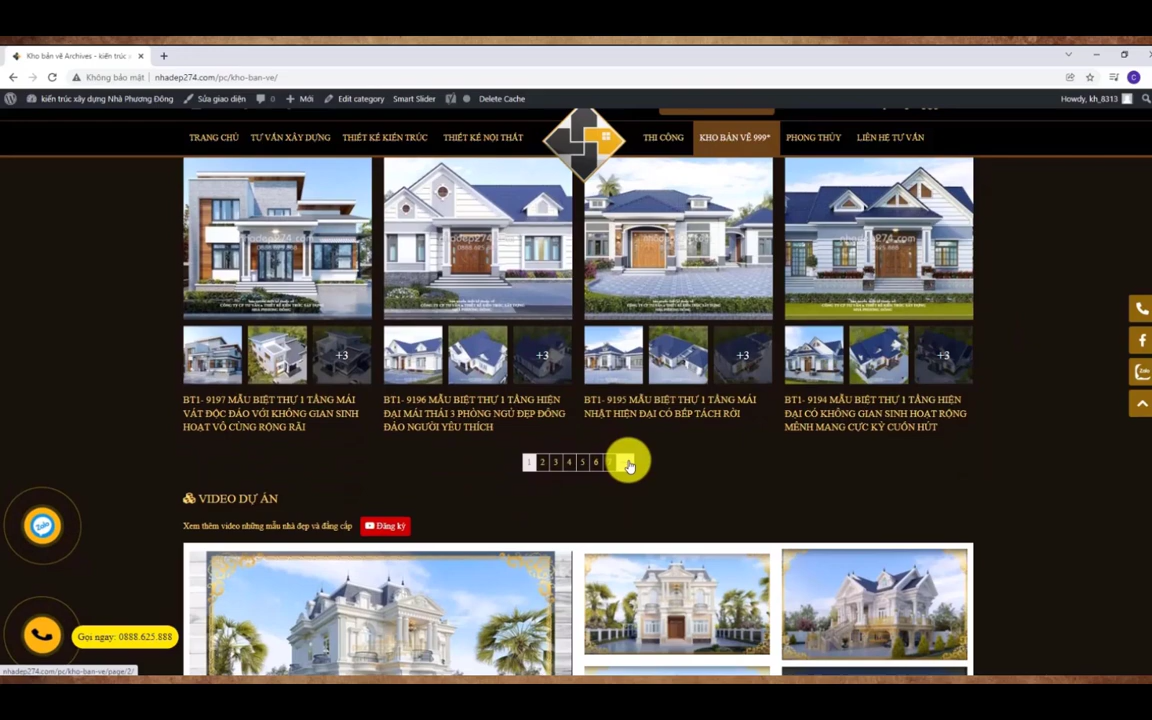 Kho bản vẽ Archives - kiến trúc x
Không bảo mật
nhadep274.com/pc/kho-ban-ve/
kiến trúc xây dựng Nhà Phương Đông
Sửa giao diện
0
Mới
Edit category
Smart Slider
Delete Cache
Howdy, kh_8313
TRANG CHỦ
TƯ VẤN XÂY DỰNG
THIẾT KẾ KIẾN TRÚC
THIẾT KẾ NỘI THẤT
THI CÔNG
KHO BẢN VẼ 999+
PHONG THỦY
LIÊN HỆ TƯ VẤN
+3
+3
+3
+3
BT1- 9197 MẪU BIỆT THỰ 1 TẦNG MÁI
VÁT ĐỘC ĐÁO VỚI KHÔNG GIAN SINH
HOẠT VÔ CÙNG RỘNG RÃI
BT1- 9196 MẪU BIỆT THỰ 1 TẦNG HIỆN
ĐẠI MÁI THÁI 3 PHÒNG NGỦ ĐẸP ĐÔNG
ĐẢO NGƯỜI YÊU THÍCH
BT1- 9195 MẪU BIỆT THỰ 1 TẦNG MÁI
NHẬT HIỆN ĐẠI CÓ BẾP TÁCH RỜI
BT1- 9194 MẪU BIỆT THỰ 1 TẦNG HIỆN
ĐẠI CÓ KHÔNG GIAN SINH HOẠT RỘNG
MÊNH MANG CỰC KỲ CUỐN HÚT
1 2 3 4 5 6
VIDEO DỰ ÁN
Xem thêm video những mẫu nhà đẹp và đẳng cấp
Đăng ký
Zalo
Zalo
Gọi ngay: 0888.625.888
nhadep274.com/pc/kho-ban-ve/page/2/